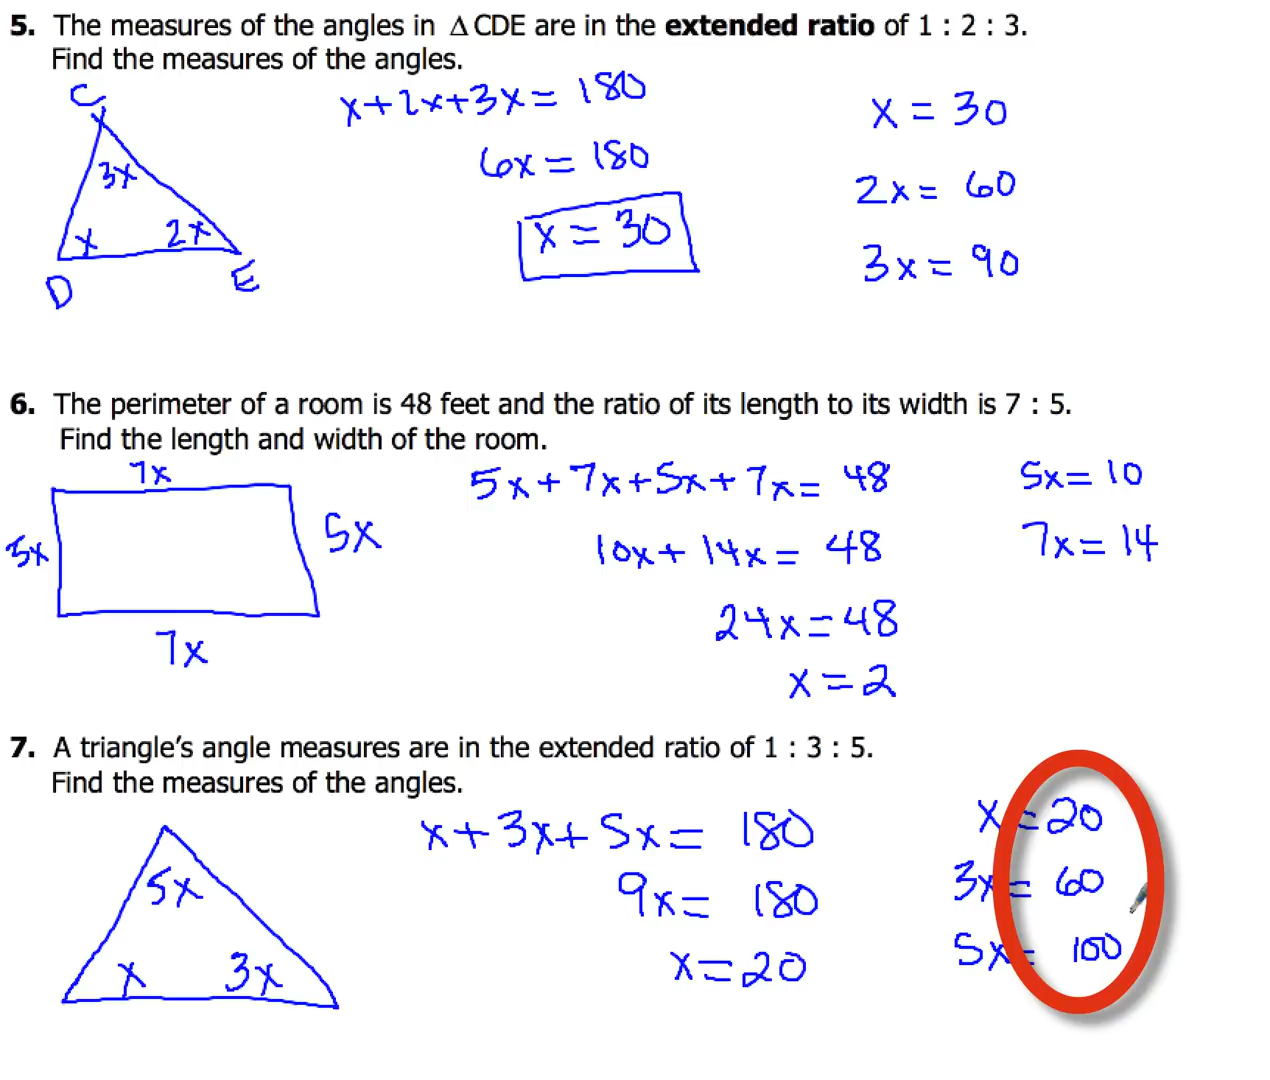 5. The measures of the angles in △CDE are in the extended ratio of 1 : 2 : 3.
Find the measures of the angles.
C
3x
x
2x
D
E
x+2x+3x = 180
6x = 180
x = 30
x = 30
2x = 60
3x = 90
6. The perimeter of a room is 48 feet and the ratio of its length to its width is 7 : 5.
Find the length and width of the room.
7x
5x
5x
7x
5x+7x+5x+7x = 48
10x + 14x = 48
24x = 48
x = 2
5x = 10
7x = 14
7. A triangle’s angle measures are in the extended ratio of 1 : 3 : 5.
Find the measures of the angles.
5x
x
3x
x+3x+5x = 180
9x = 180
x = 20
x = 20
3x = 60
5x = 100